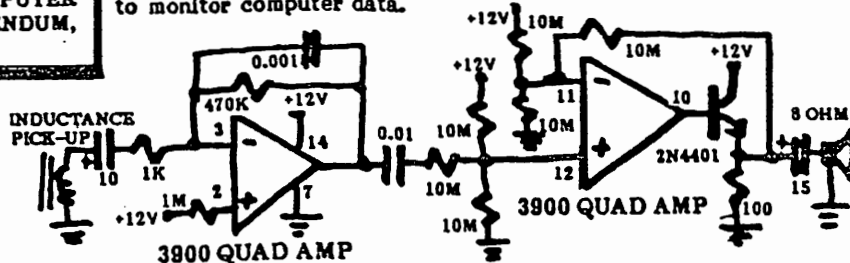 PUTER
ENDUM,
to monitor computer data.
INDUCTANCE
PICK-UP
+
10
1K
0.001
470K
+12V
3
-
14
2
+
7
1M
+12V
3900 QUAD AMP
0.01
10M
+12V
10M
10M
+12V
10M
10M
10M
11
-
12
+
10
+12V
2N4401
100
3900 QUAD AMP
+
15
8 OHM